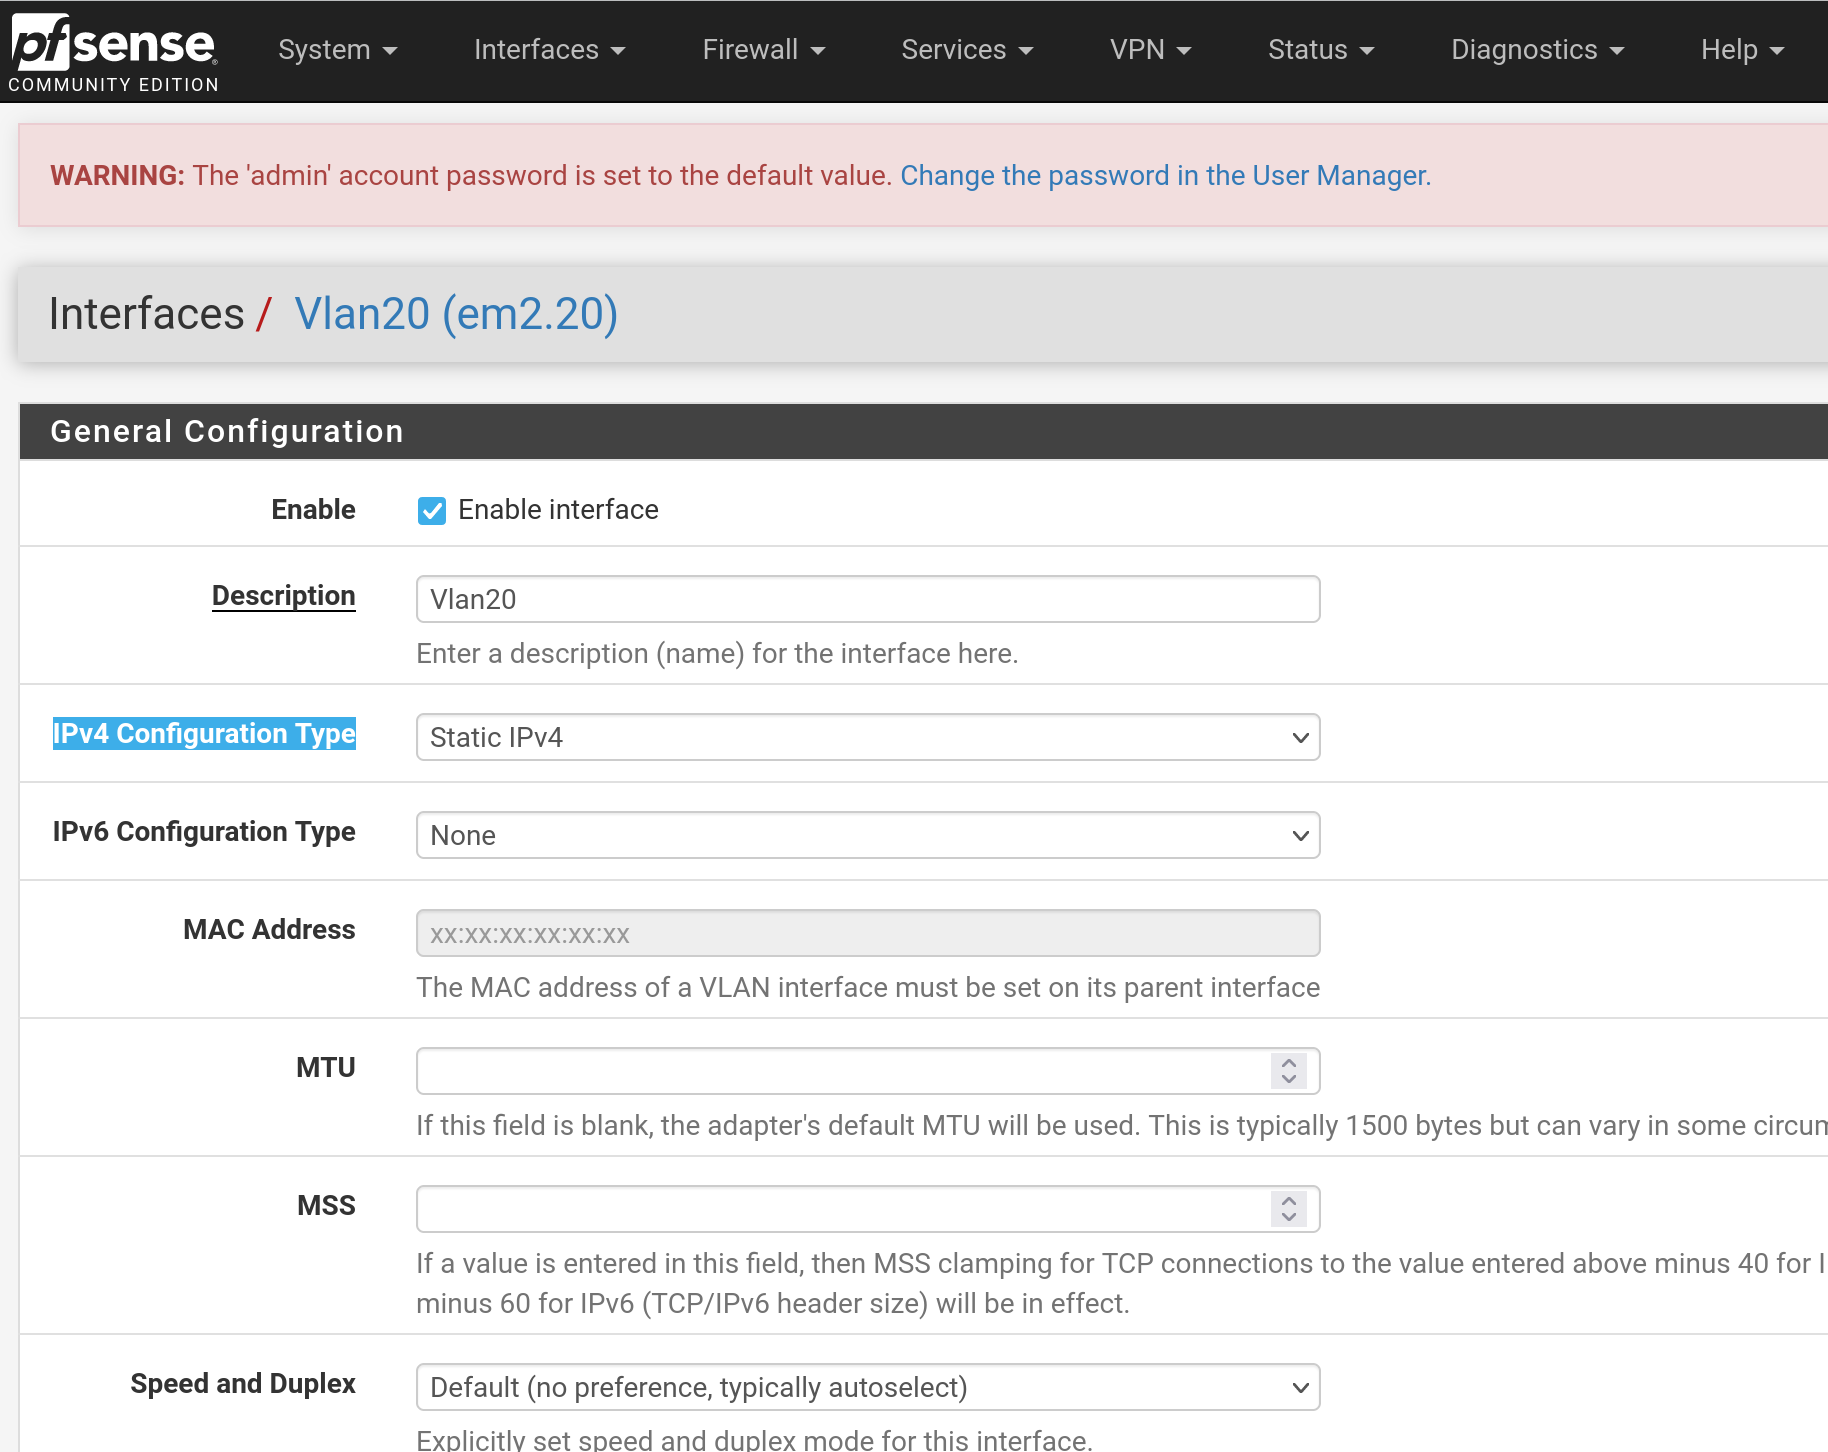 pfsense
COMMUNITY EDITION
System
Interfaces
Firewall
Services
VPN
Status
Diagnostics
Help
WARNING: The 'admin' account password is set to the default value. Change the password in the User Manager.
Interfaces / Vlan20 (em2.20)
General Configuration
Enable
Enable interface
Description
Vlan20
Enter a description (name) for the interface here.
IPv4 Configuration Type
Static IPv4
IPv6 Configuration Type
None
MAC Address
xx:xx:xx:xx:xx:xx
The MAC address of a VLAN interface must be set on its parent interface
MTU
If this field is blank, the adapter's default MTU will be used. This is typically 1500 bytes but can vary in some
MSS
If a value is entered in this field, then MSS clamping for TCP connections to the value entered above minus 40 for
minus 60 for IPv6 (TCP/IPv6 header size) will be in effect.
Speed and Duplex
Default (no preference, typically autoselect)
Explicitly set speed and duplex mode for this interface.